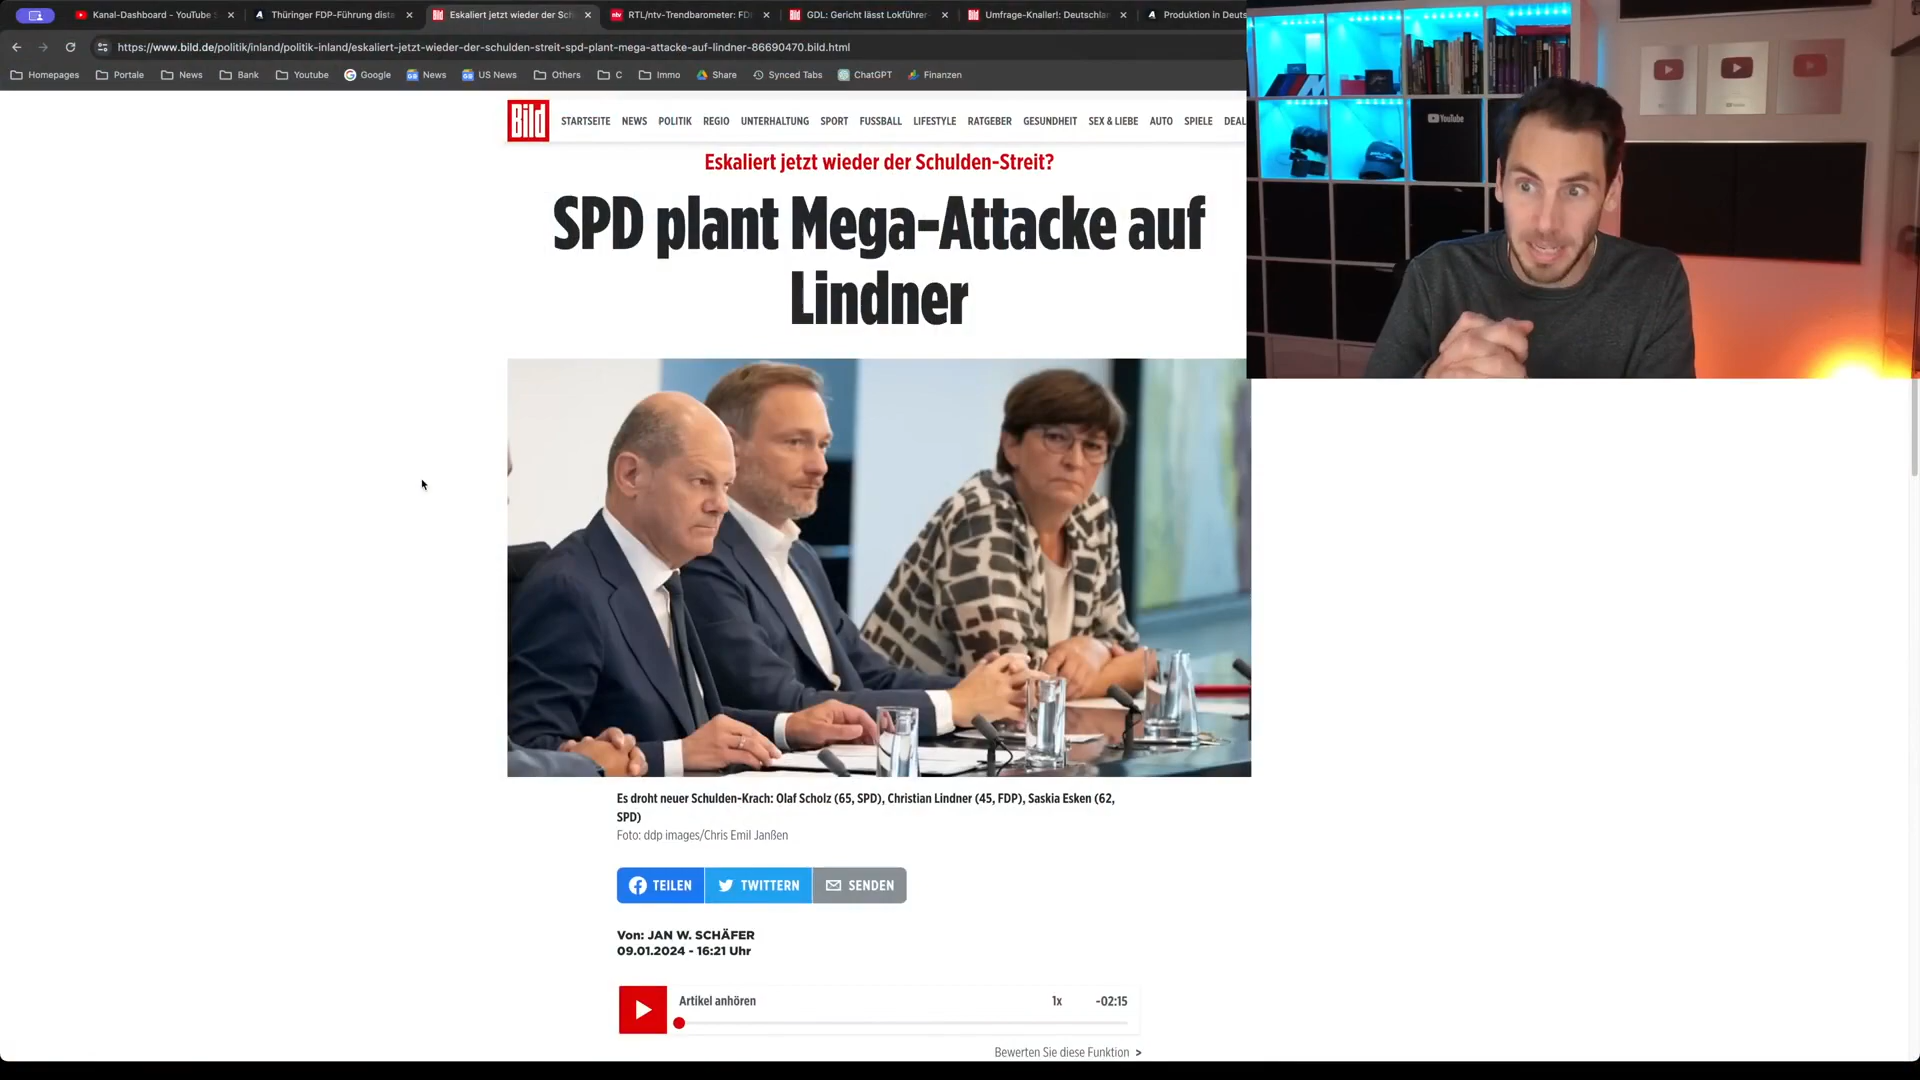 Kanal-Dashboard - YouTube S
Thüringer FDP-Führung dista
Eskaliert jetzt wieder der Sch
RTL/ntv-Trendbarometer: FD
GDL: Gericht lässt Lokführer-
Umfrage-Knaller!: Deutschlan
Produktion in Deuts
https://www.bild.de/politik/inland/politik-inland/eskaliert-jetzt-wieder-der-schulden-streit-spd-plant-mega-attacke-auf-lindner-86690470.bild.html
Homepages Portale News Bank Youtube Google News US News Others C Immo Share Synced Tabs ChatGPT Finanzen
YouTube
Bild STARTSEITE NEWS POLITIK REGIO UNTERHALTUNG SPORT FUSSBALL LIFESTYLE RATGEBER GESUNDHEIT SEX & LIEBE AUTO SPIELE DEAL
Eskaliert jetzt wieder der Schulden-Streit?
SPD plant Mega-Attacke auf
Lindner
Es droht neuer Schulden-Krach: Olaf Scholz (65, SPD), Christian Lindner (45, FDP), Saskia Esken (62,
SPD)
Foto: ddp images/Chris Emil Janßen
TEILEN TWITTERN SENDEN
Von: JAN W. SCHÄFER
09.01.2024 - 16:21 Uhr
Artikel anhören 1x -02:15
Bewerten Sie diese Funktion >